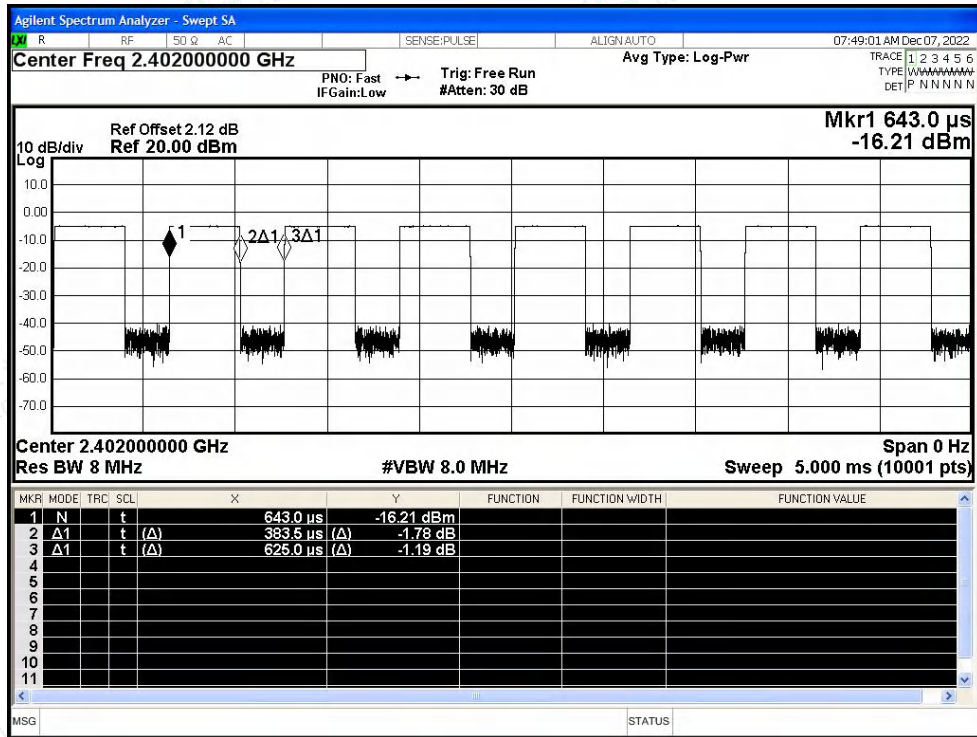 Agilent Spectrum Analyzer - Swept SA
LXI R RF 50 Ω AC SENSE:PULSE ALIGN AUTO 07:49:01 AM Dec 07, 2022
Center Freq 2.402000000 GHz
PNO: Fast
IFGain:Low
Trig: Free Run
#Atten: 30 dB
Avg Type: Log-Pwr
TRACE 1 2 3 4 5 6
TYPE W
DET P N N N N N
Ref Offset 2.12 dB
10 dB/div Ref 20.00 dBm
Log
Mkr1 643.0 µs
-16.21 dBm
10.0
0.00
-10.0
-20.0
-30.0
-40.0
-50.0
-60.0
-70.0
1 2Δ1 3Δ1
Center 2.402000000 GHz Span 0 Hz
Res BW 8 MHz #VBW 8.0 MHz Sweep 5.000 ms (10001 pts)
MKR MODE TRC SCL X Y FUNCTION FUNCTION WIDTH FUNCTION VALUE
1 N t 643.0 µs -16.21 dBm
2 Δ1 t (Δ) 383.5 µs (Δ) -1.78 dB
3 Δ1 t (Δ) 625.0 µs (Δ) -1.19 dB
4
5
6
7
8
9
10
11
MSG STATUS